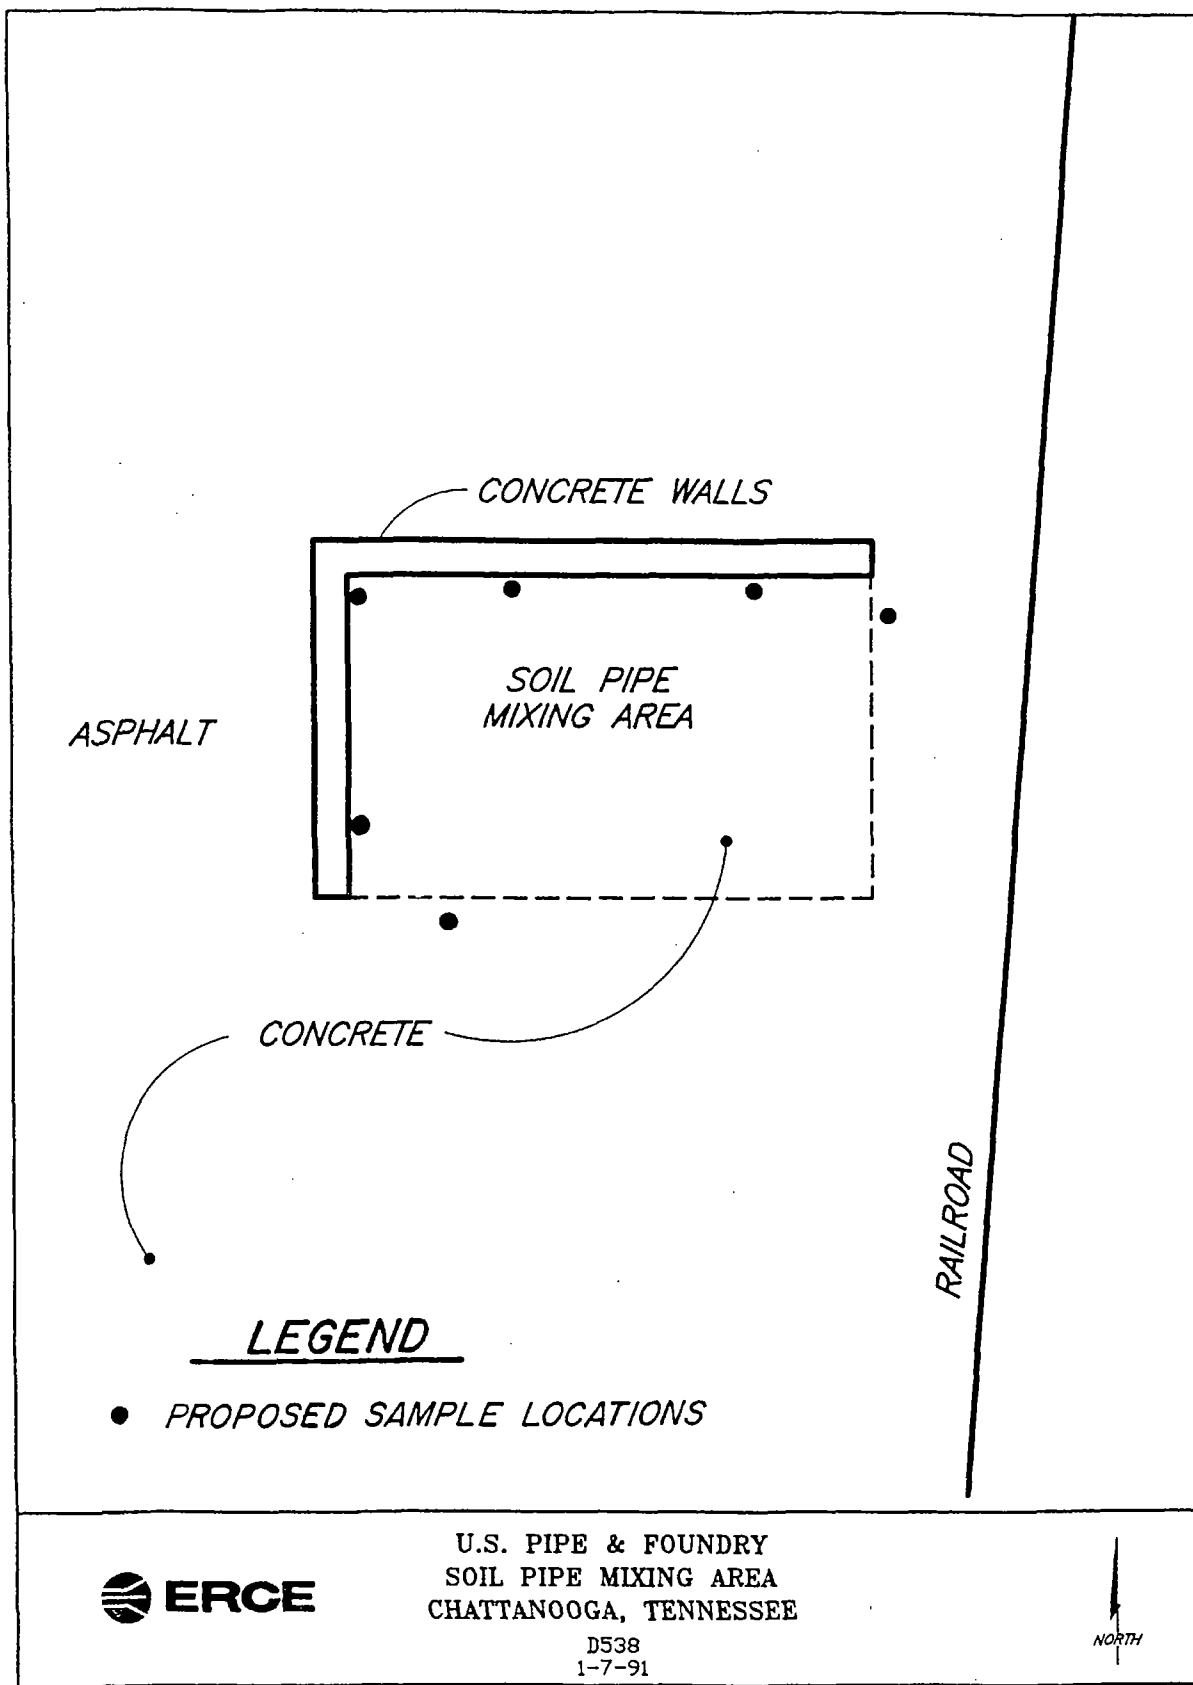 CONCRETE WALLS
SOIL PIPE
MIXING AREA
ASPHALT
CONCRETE
RAILROAD
LEGEND
PROPOSED SAMPLE LOCATIONS
ERCE
U.S. PIPE & FOUNDRY
SOIL PIPE MIXING AREA
CHATTANOOGA, TENNESSEE
D538
1-7-91
NORTH